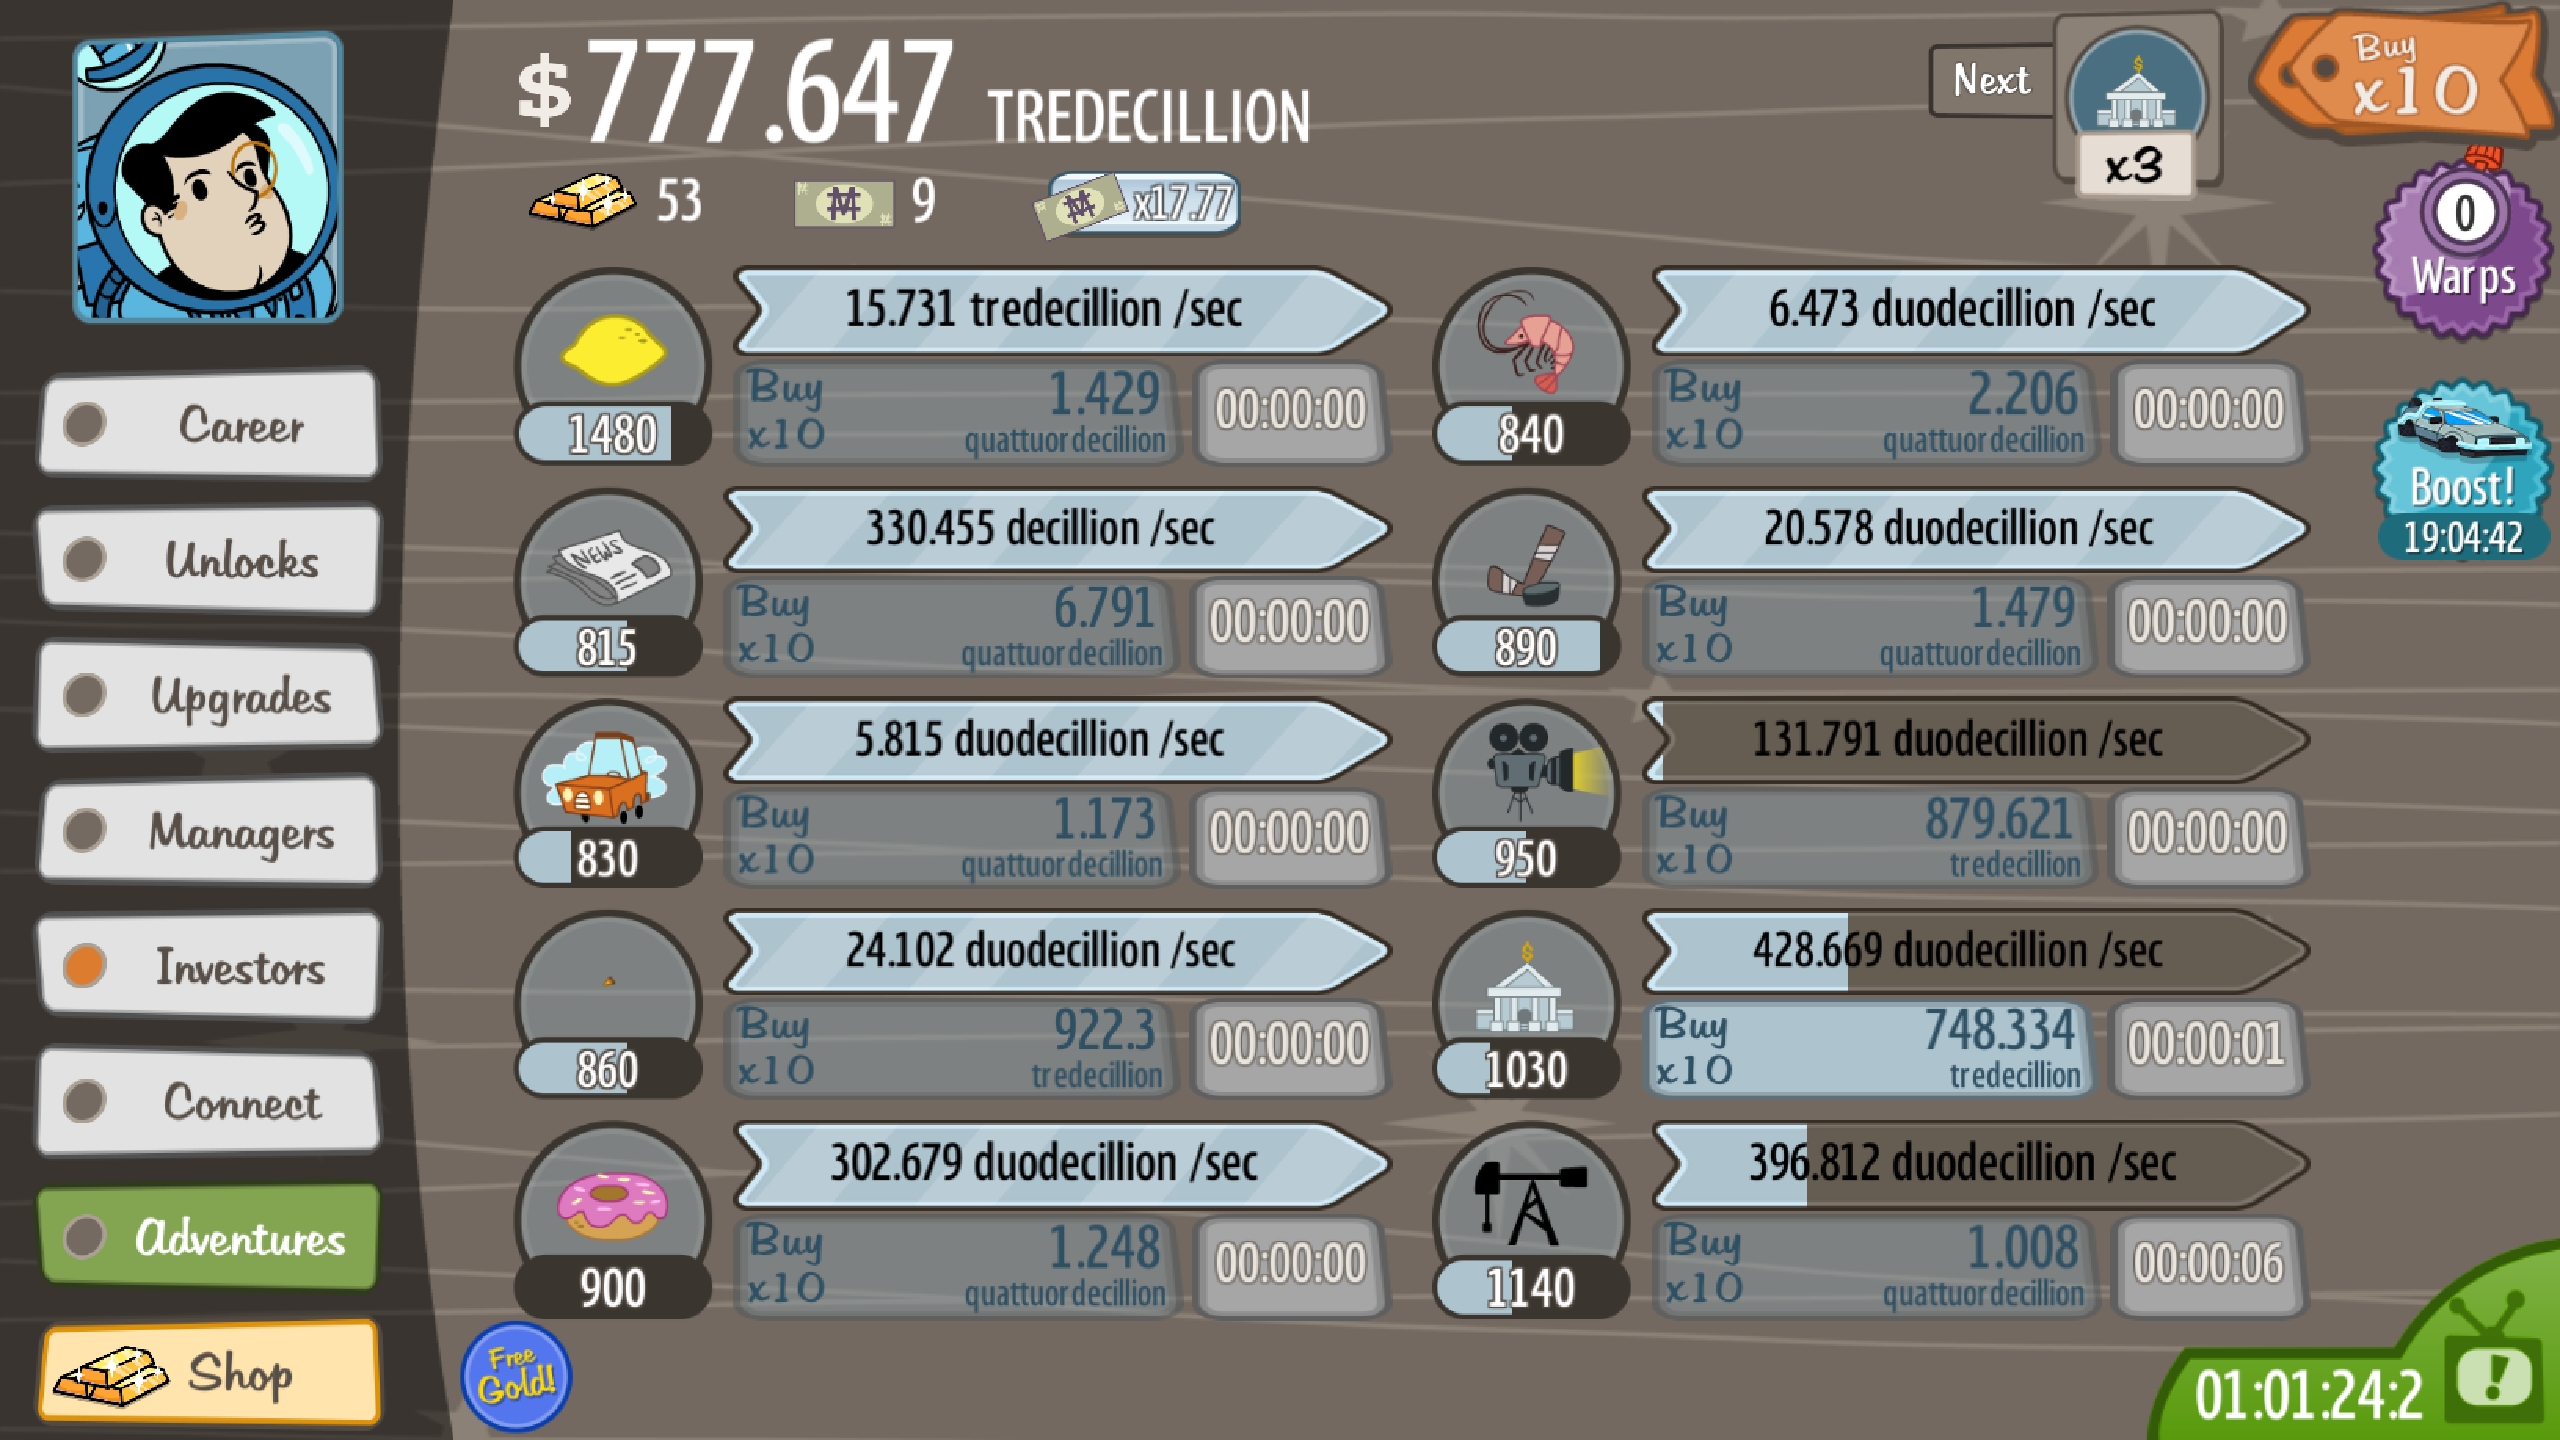 $777.647 TREDECILLION
53
9
x17.77
Next
x3
Buy
x10
0
Warps
Boost!
19:04:42
Career
Unlocks
Upgrades
Managers
Investors
Connect
Adventures
Shop
15.731 tredecillion /sec
1480
Buy
x10
1.429
quattuordecillion
00:00:00
6.473 duodecillion /sec
840
Buy
x10
2.206
quattuordecillion
00:00:00
NEWS
330.455 decillion /sec
815
Buy
x10
6.791
quattuordecillion
00:00:00
20.578 duodecillion /sec
890
Buy
x10
1.479
quattuordecillion
00:00:00
5.815 duodecillion /sec
830
Buy
x10
1.173
quattuordecillion
00:00:00
131.791 duodecillion /sec
950
Buy
x10
879.621
tredecillion
00:00:00
24.102 duodecillion /sec
860
Buy
x10
922.3
tredecillion
00:00:00
$
428.669 duodecillion /sec
1030
Buy
x10
748.334
tredecillion
00:00:01
302.679 duodecillion /sec
900
Buy
x10
1.248
quattuordecillion
00:00:00
396.812 duodecillion /sec
1140
Buy
x10
1.008
quattuordecillion
00:00:06
Free
Gold!
01:01:24:2
!